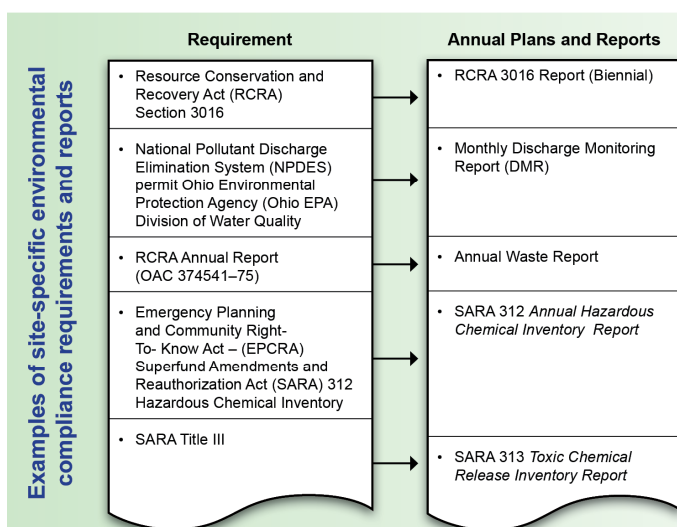 Examples of site-specific environmental
compliance requirements and reports
Requirement
• Resource Conservation and
Recovery Act (RCRA)
Section 3016
• National Pollutant Discharge
Elimination System (NPDES)
permit Ohio Environmental
Protection Agency (Ohio EPA)
Division of Water Quality
• RCRA Annual Report
(OAC 374541–75)
• Emergency Planning
and Community Right-
To- Know Act – (EPCRA)
Superfund Amendments and
Reauthorization Act (SARA) 312
Hazardous Chemical Inventory
• SARA Title III
Annual Plans and Reports
• RCRA 3016 Report (Biennial)
• Monthly Discharge Monitoring
Report (DMR)
• Annual Waste Report
• SARA 312 Annual Hazardous
Chemical Inventory Report
• SARA 313 Toxic Chemical
Release Inventory Report